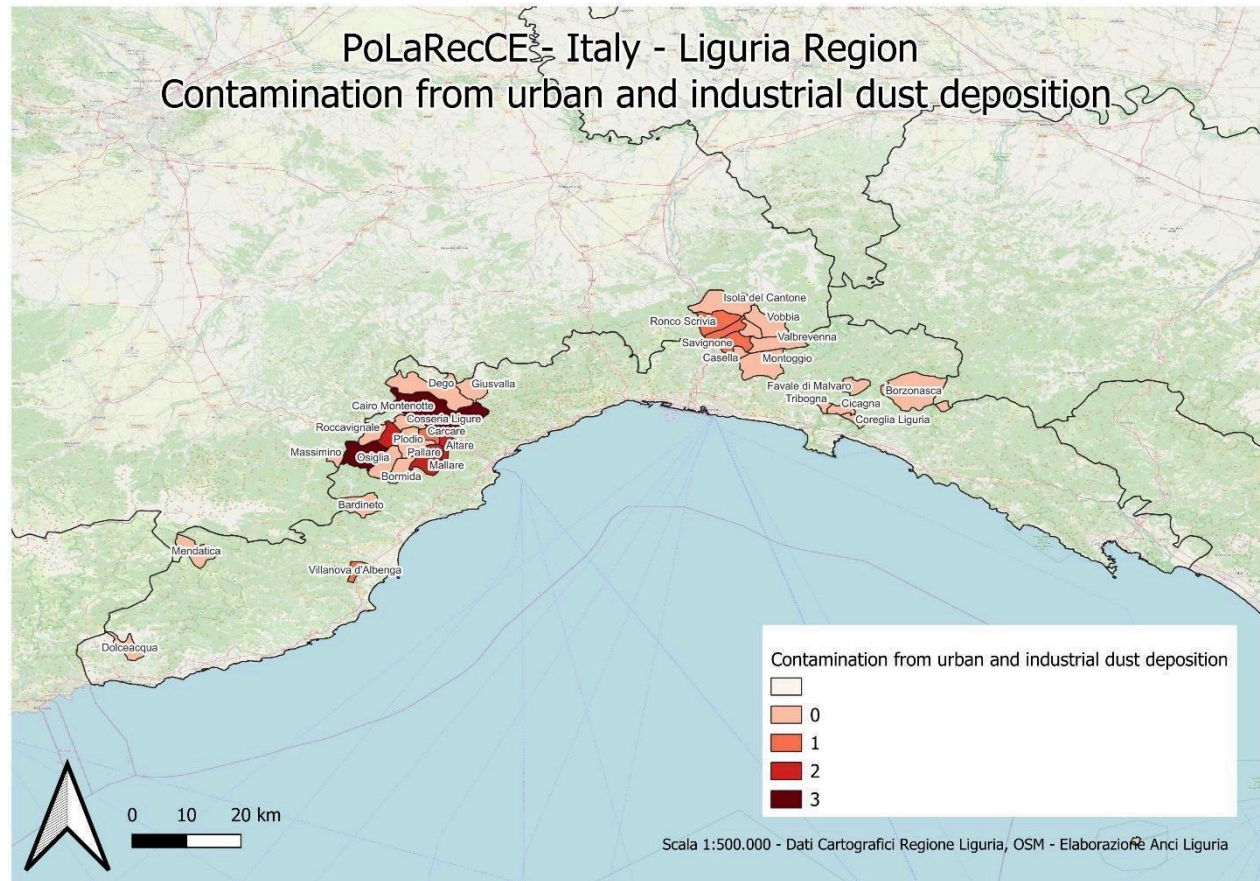 PoLaRecCE - Italy - Liguria Region
Contamination from urban and industrial dust deposition
Isola del Cantone
Ronco Scrivia
Vobbia
Savignone
Valbrevenna
Casella
Montoggio
Dego
Giusvalla
Favale di Malvaro
Borzonasca
Tribogna
Cicagna
Cairo Montenotte
Cosseria Ligure
Coreglia Liguria
Roccavignale
Carcare
Plodio
Altare
Massimino
Osiglia
Pallare
Mallare
Bormida
Bardineto
Mendatica
Villanova d'Albenga
Dolceacqua
Contamination from urban and industrial dust deposition
0
1
2
3
0 10 20 km
Scala 1:500.000 - Dati Cartografici Regione Liguria, OSM - Elaborazione Anci Liguria